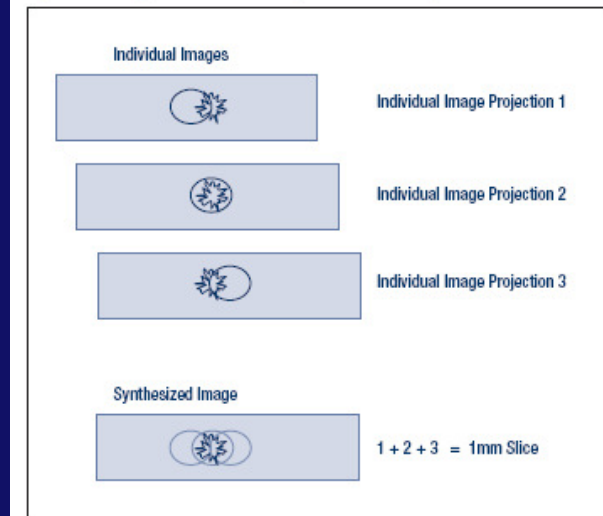 Individual Images
Individual Image Projection 1
Individual Image Projection 2
Individual Image Projection 3
Synthesized Image
1 + 2 + 3 = 1mm Slice